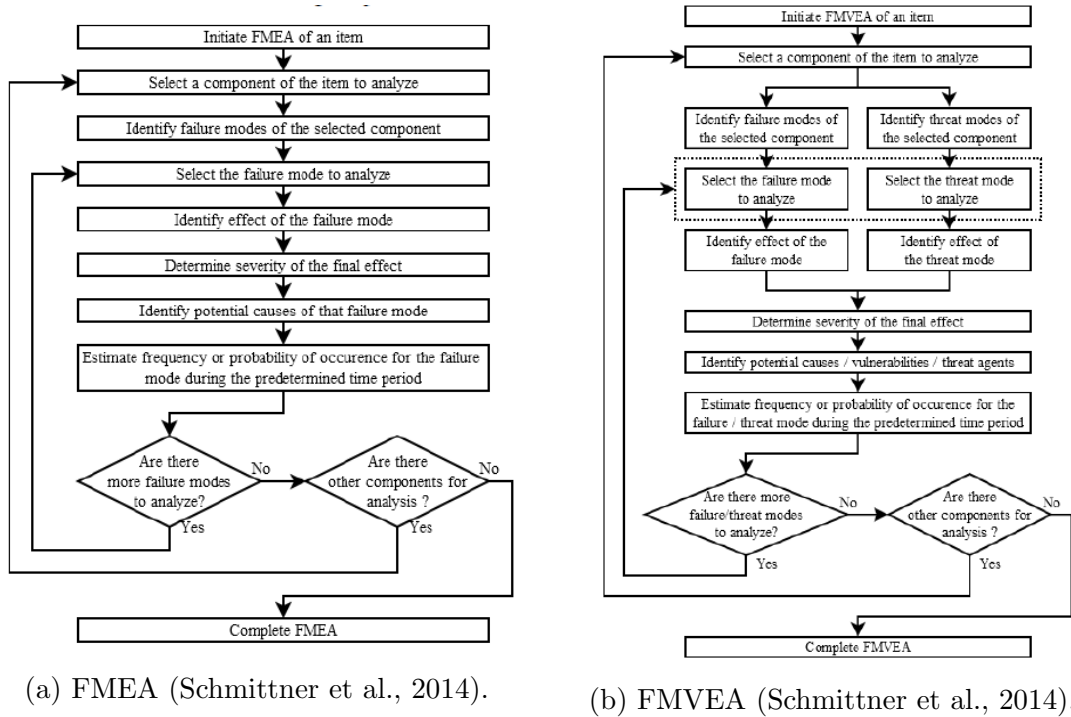 Initiate FMEA of an item
Select a component of the item to analyze
Identify failure modes of the selected component
Select the failure mode to analyze
Identify effect of the failure mode
Determine severity of the final effect
Identify potential causes of that failure mode
Estimate frequency or probability of occurence for the failure
mode during the predetermined time period
Are there
more failure modes
to analyze?
No
Yes
Are there
other components for
analysis ?
No
Yes
Complete FMEA
(a) FMEA (Schmittner et al., 2014).
Initiate FMVEA of an item
Select a component of the item to analyze
Identify failure modes of
the selected component
Identify threat modes of
the selected component
Select the failure mode
to analyze
Select the threat mode
to analyze
Identify effect of the
failure mode
Identify effect of
the threat mode
Determine severity of the final effect
Identify potential causes / vulnerabilities / threat agents
Estimate frequency or probability of occurence for the
failure / threat mode during the predetermined time period
Are there more
failure/threat modes
to analyze?
No
Yes
Are there
other components for
analysis ?
No
Yes
Complete FMVEA
(b) FMVEA (Schmittner et al., 2014)